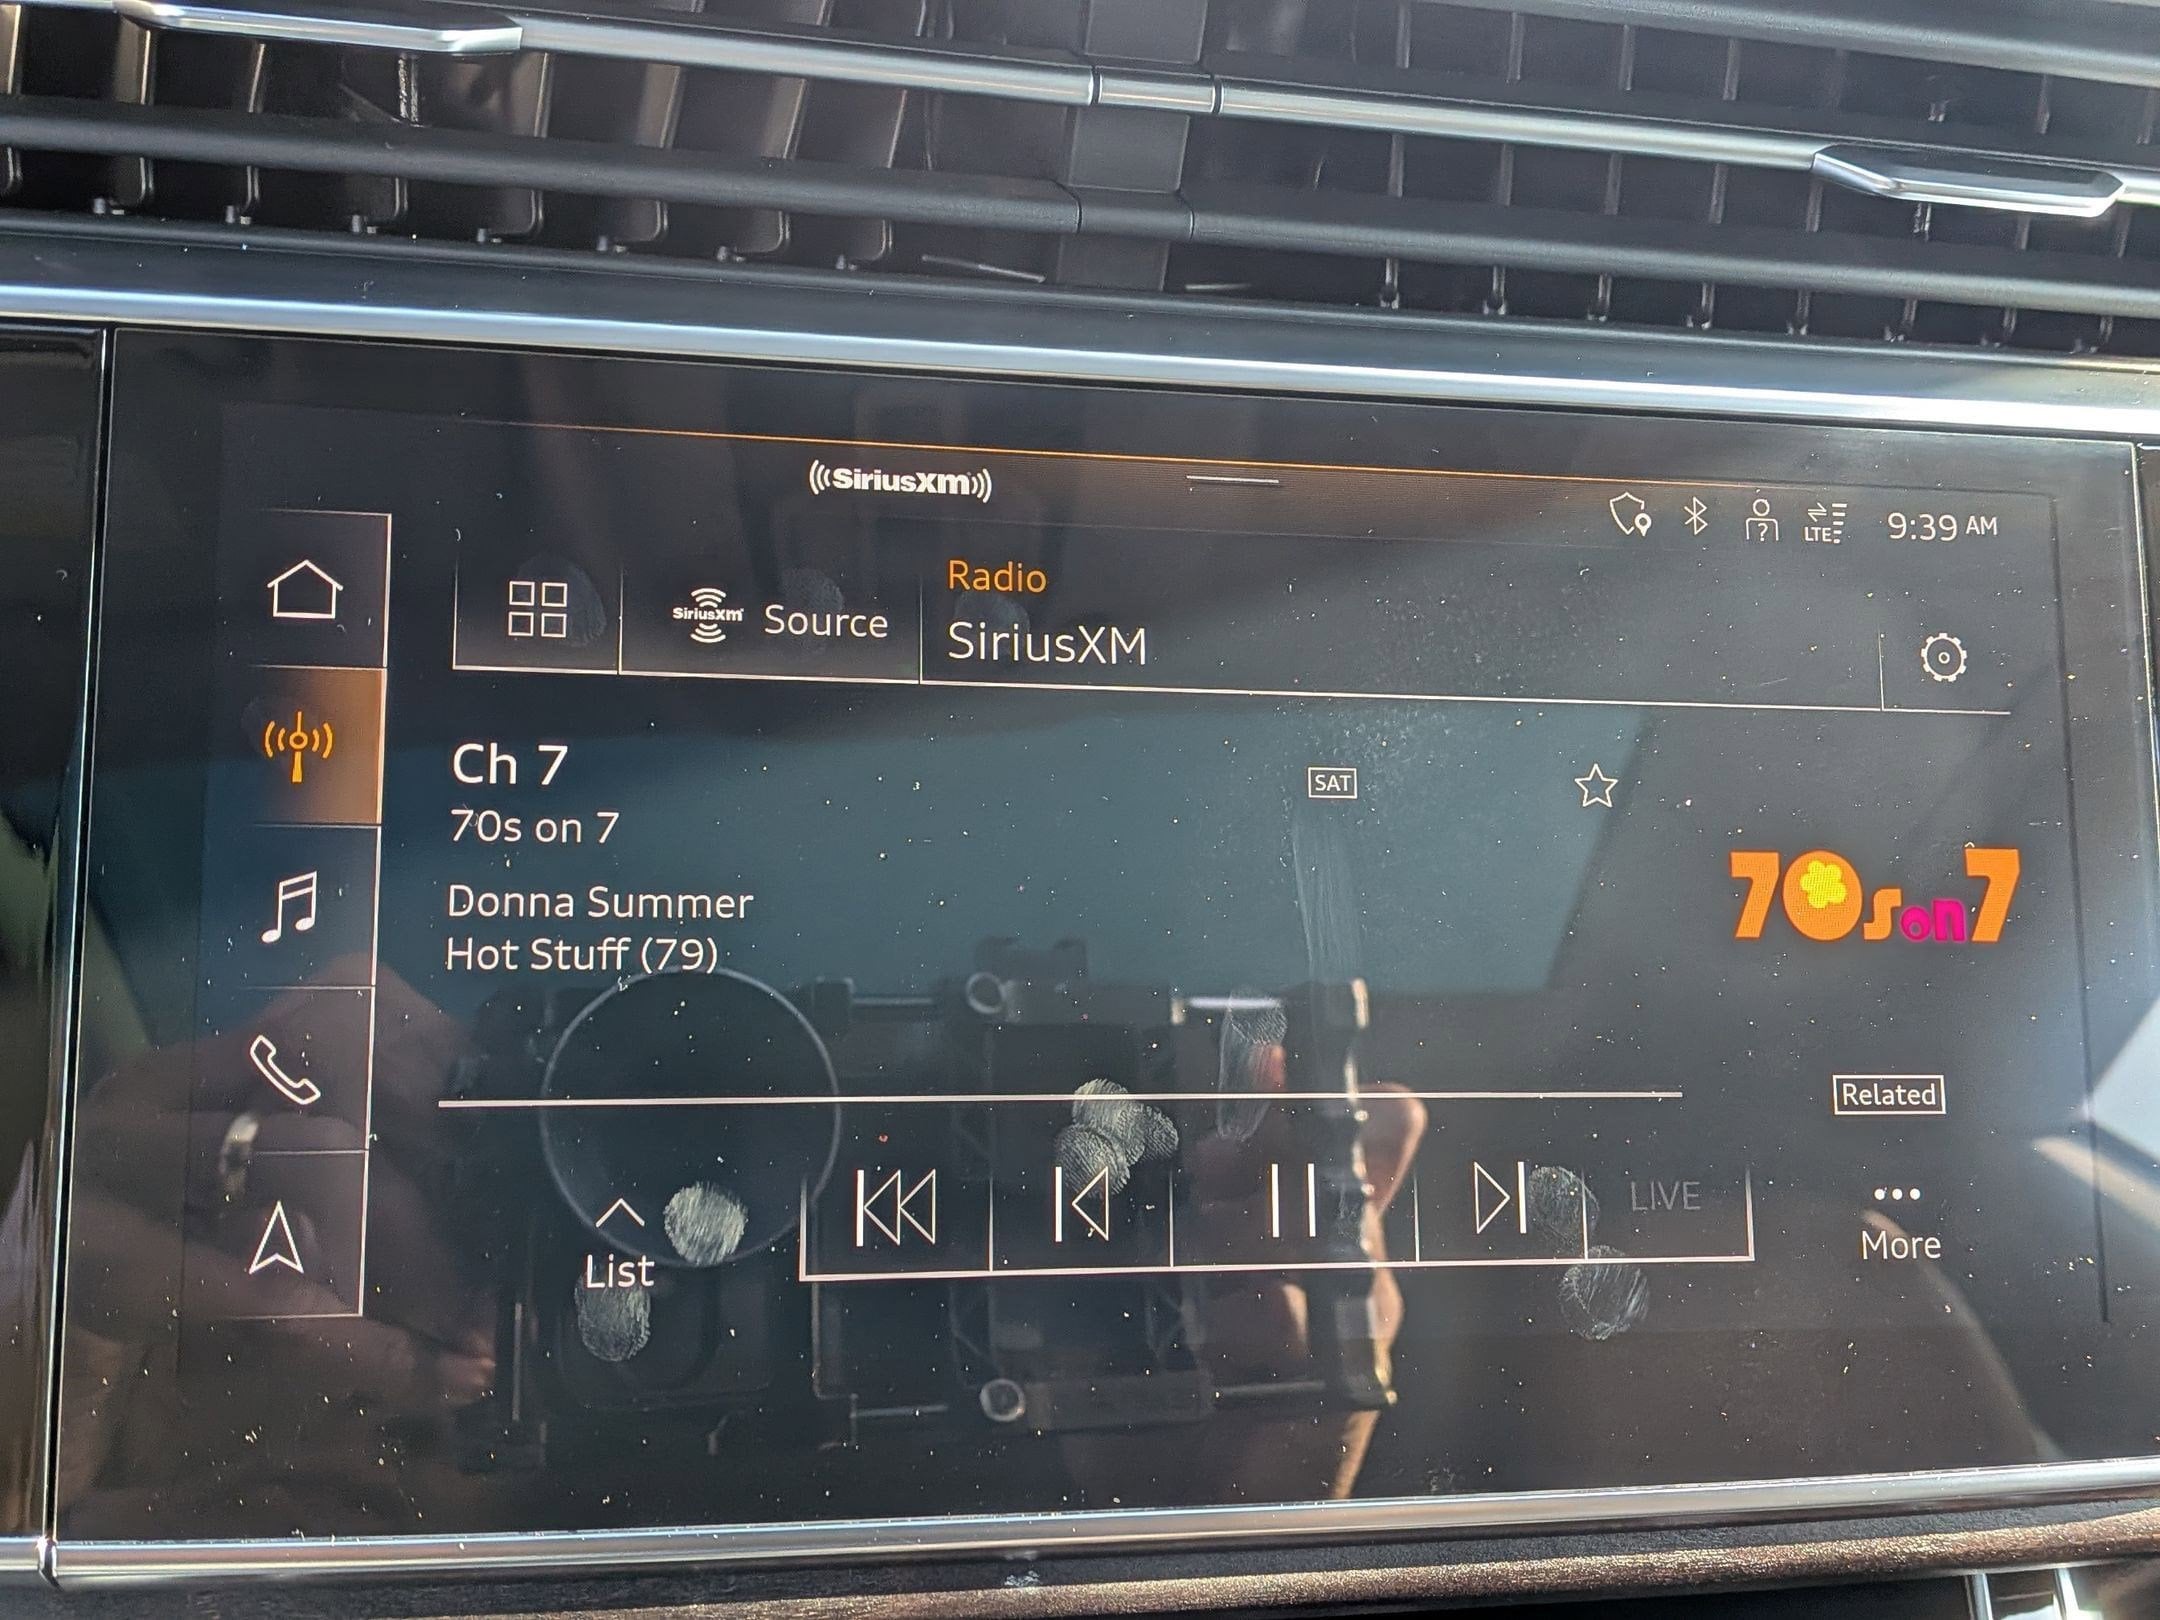 SiriusXM
LTE 9:39 AM
SiriusXM Source
Radio
SiriusXM
Ch 7
SAT
70s on 7
70s on 7
Donna Summer
Hot Stuff (79)
Related
List
LIVE
More